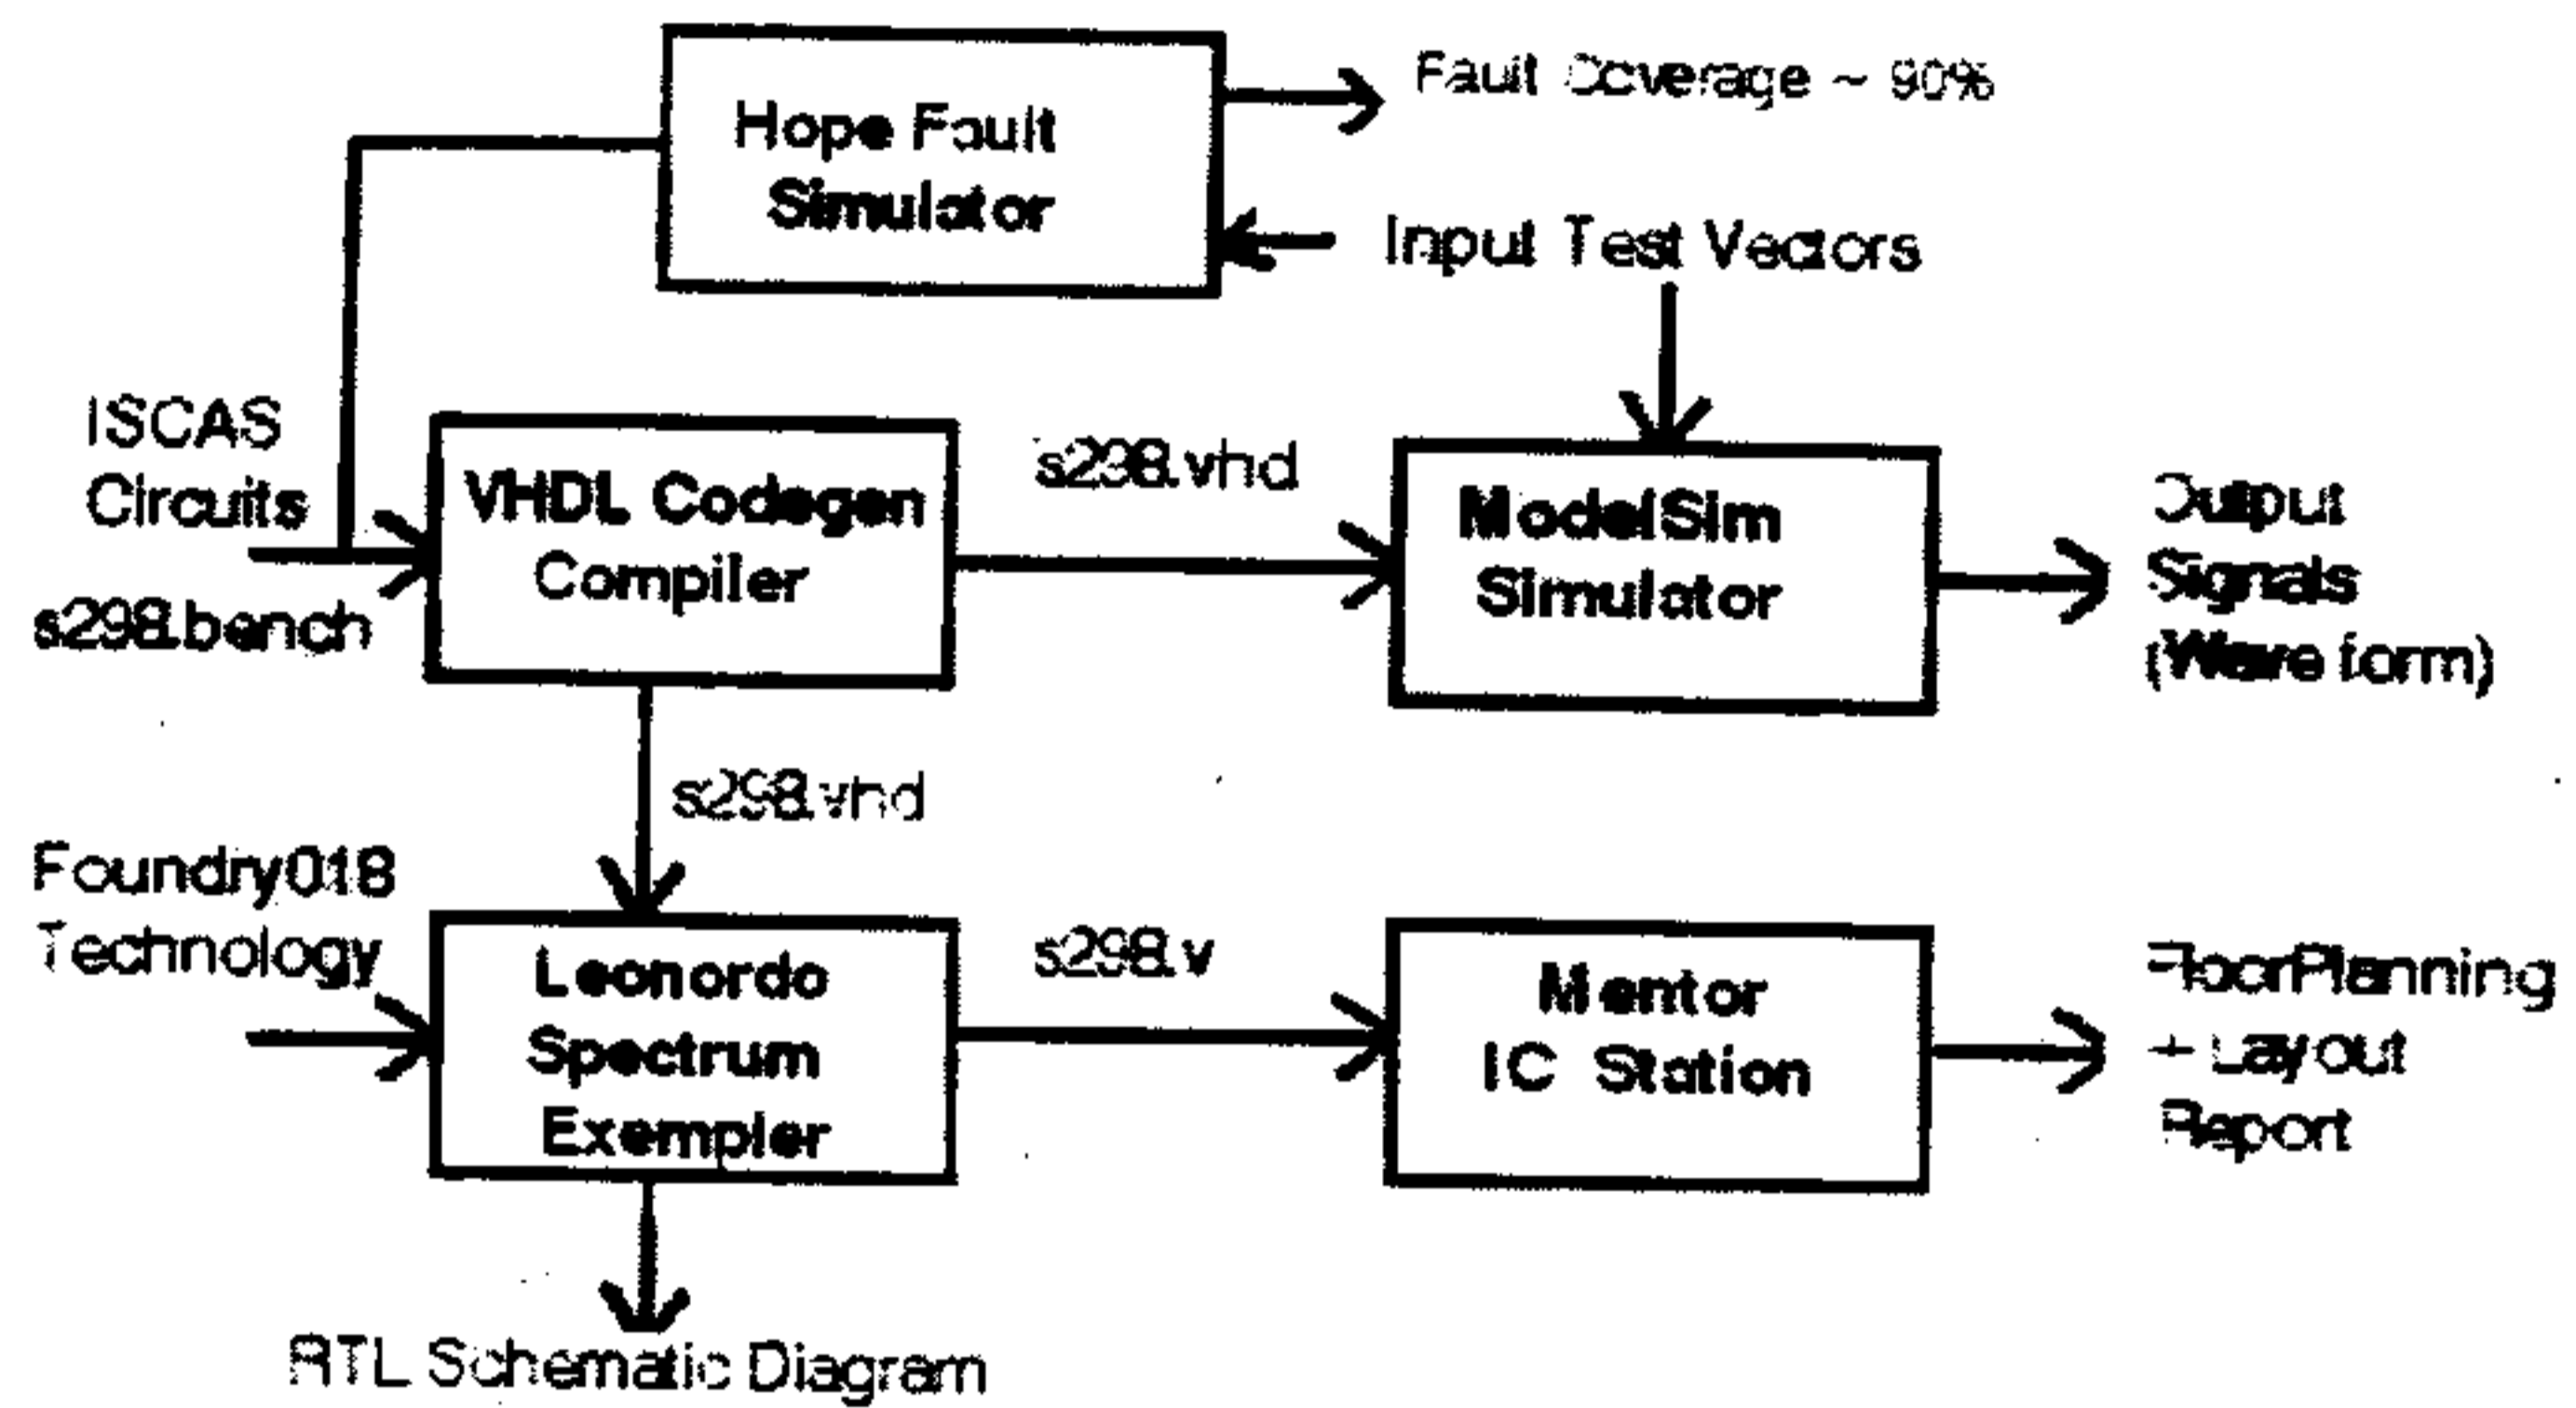 Hope Fault
Simulator
Fault Coverage ~ 90%
Input Test Vectors
ISCAS
Circuits
s298.bench
VHDL Codegen
Compiler
s298.vhd
ModelSim
Simulator
Output
Signals
(Wave form)
s298.vhd
Foundry018
Technology
Leonardo
Spectrum
Exempler
s298.v
Mentor
IC Station
FloorPlanning
+ Layout
Report
RTL Schematic Diagram